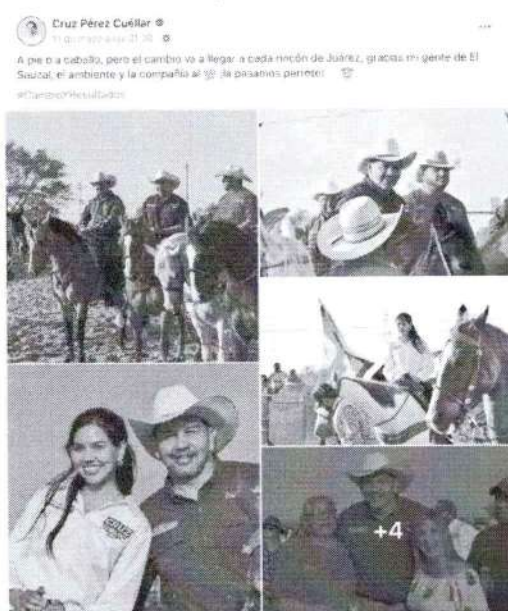 Cruz Pérez Cuéllar
A pie o a caballo, pero el cambio va a llegar a cada rincón de Juárez, gracias mi gente de El
Sauzal, el ambiente y la compañía al 💯 ¡la pasamos perrote!
+4